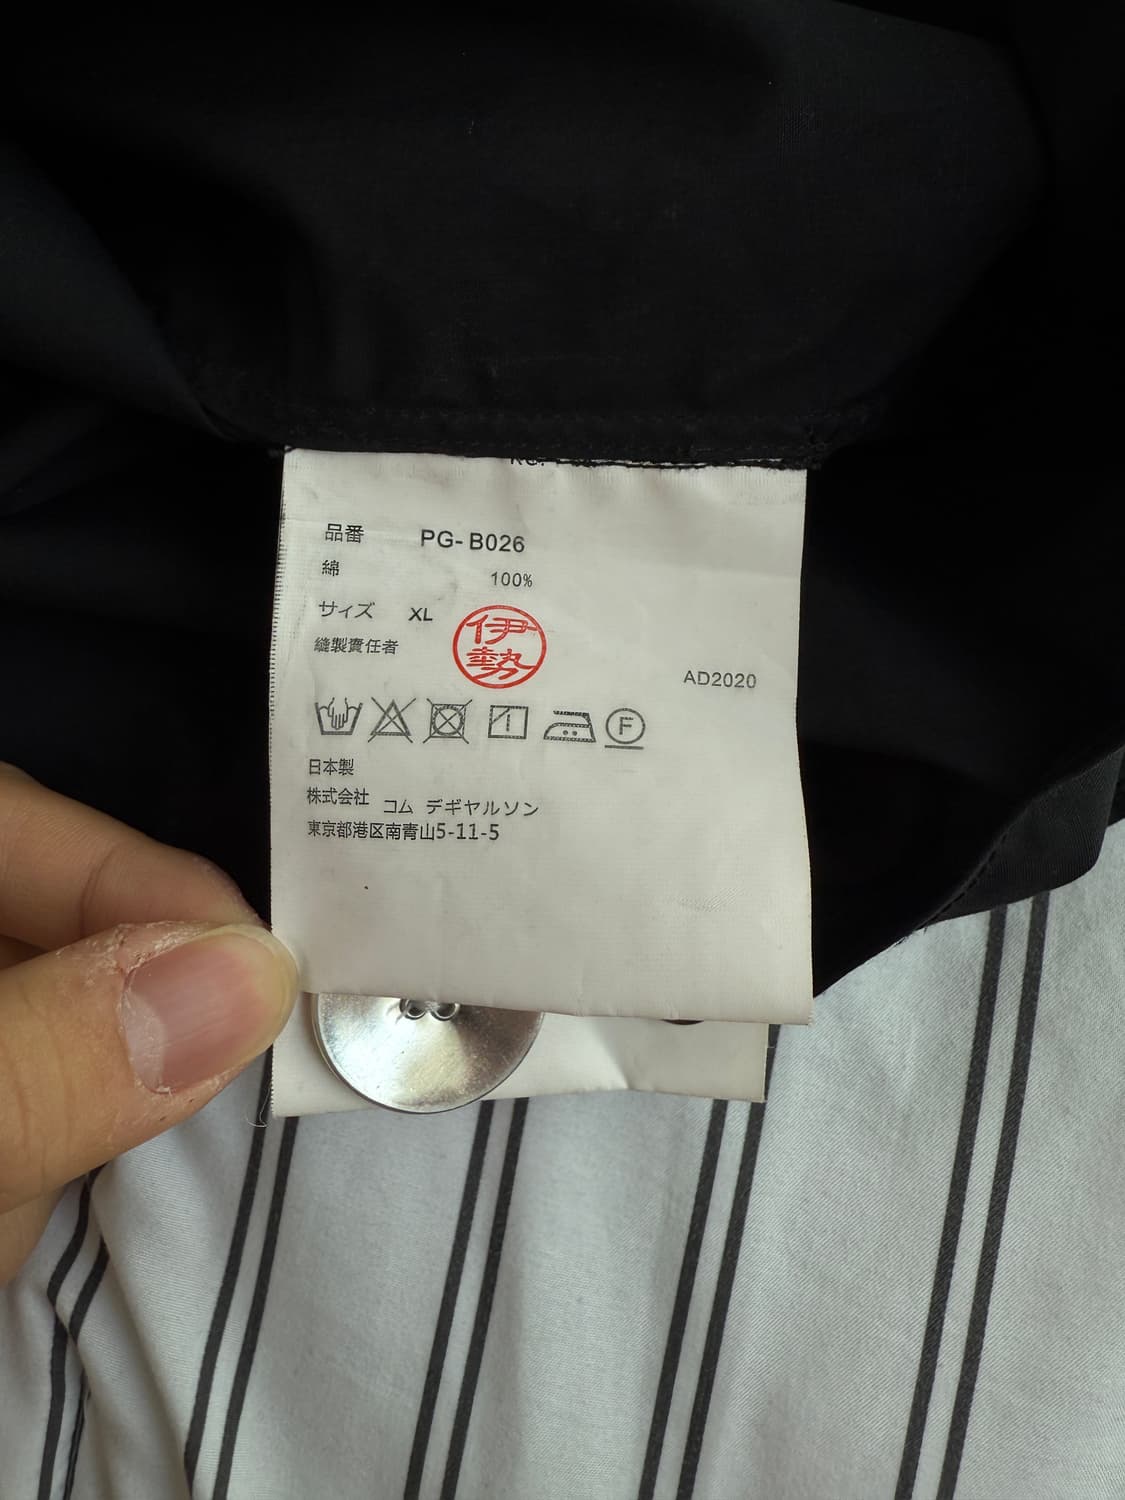 品番 PG-B026
綿 100%
サイズ XL
縫製責任者 伊勢
AD2020
F
日本製
株式会社 コム デギヤルソン
東京都港区南青山5-11-5